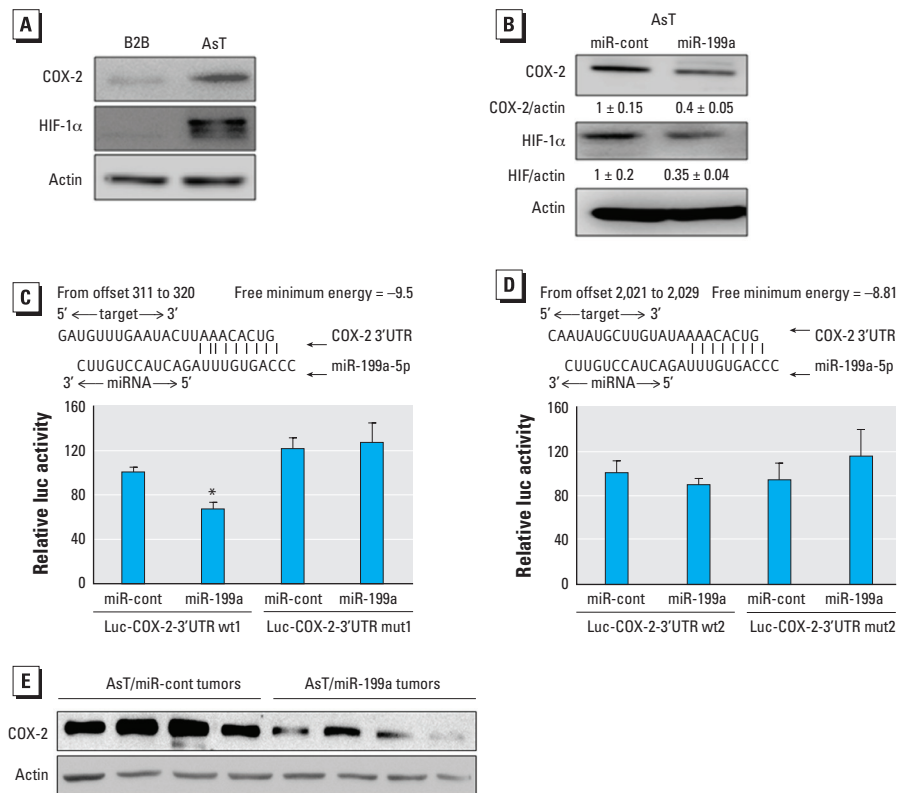 A
B2B AsT
COX-2
HIF-1α
Actin
B
AsT
miR-cont miR-199a
COX-2
COX-2/actin 1 ± 0.15 0.4 ± 0.05
HIF-1α
HIF/actin 1 ± 0.2 0.35 ± 0.04
Actin
C
From offset 311 to 320 Free minimum energy = –9.5
5′ ←target→ 3′
GAUGUUUGAAUACUUAAACACUG ← COX-2 3′UTR
CUUGUCCAUCAGAUUUGUGACCC ← miR-199a-5p
3′ ← miRNA → 5′
Relative luc activity
160
120
80
40
0
*
miR-cont miR-199a miR-cont miR-199a
Luc-COX-2-3′UTR wt1 Luc-COX-2-3′UTR mut1
D
From offset 2,021 to 2,029 Free minimum energy = –8.81
5′ ←target→ 3′
CAAUAUGCUUGUAUAAAACACUG ← COX-2 3′UTR
CUUGUCCAUCAGAUUUGUGACCC ← miR-199a-5p
3′ ← miRNA → 5′
Relative luc activity
160
120
80
40
0
miR-cont miR-199a miR-cont miR-199a
Luc-COX-2-3′UTR wt2 Luc-COX-2-3′UTR mut2
E
AsT/miR-cont tumors AsT/miR-199a tumors
COX-2
Actin